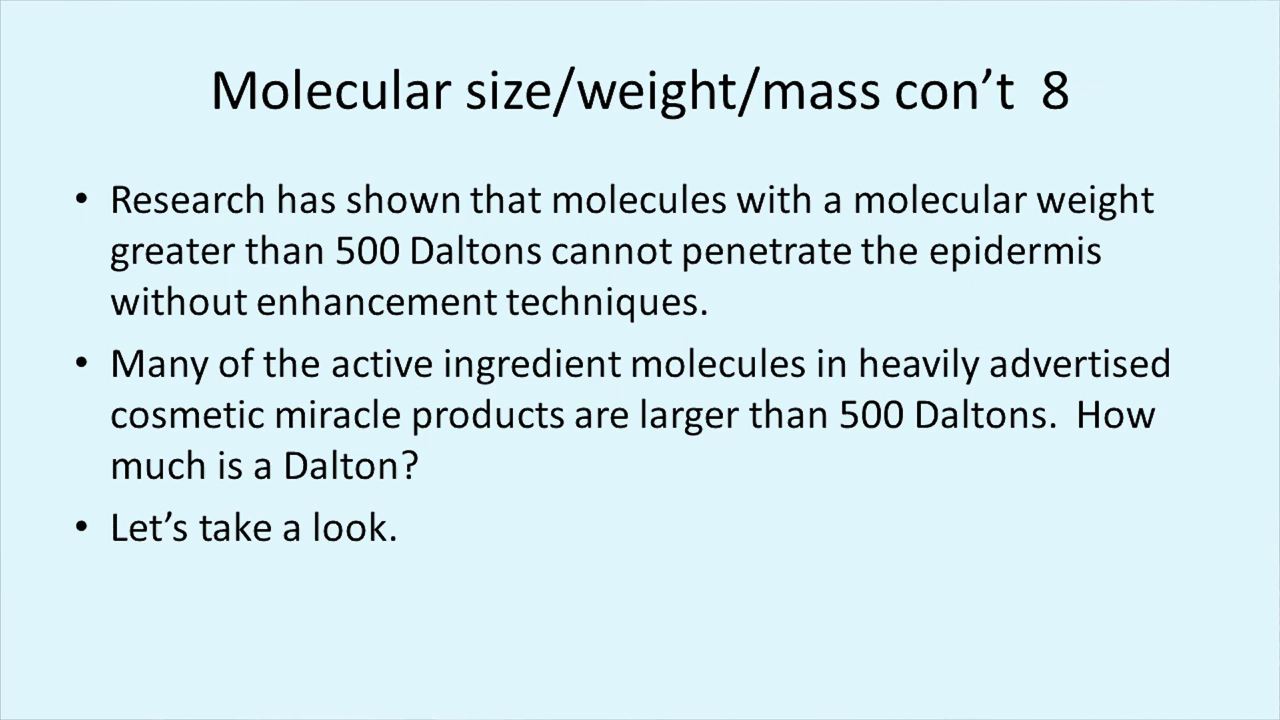 Molecular size/weight/mass con’t  8
• Research has shown that molecules with a molecular weight
greater than 500 Daltons cannot penetrate the epidermis
without enhancement techniques.
• Many of the active ingredient molecules in heavily advertised
cosmetic miracle products are larger than 500 Daltons.  How
much is a Dalton?
• Let’s take a look.